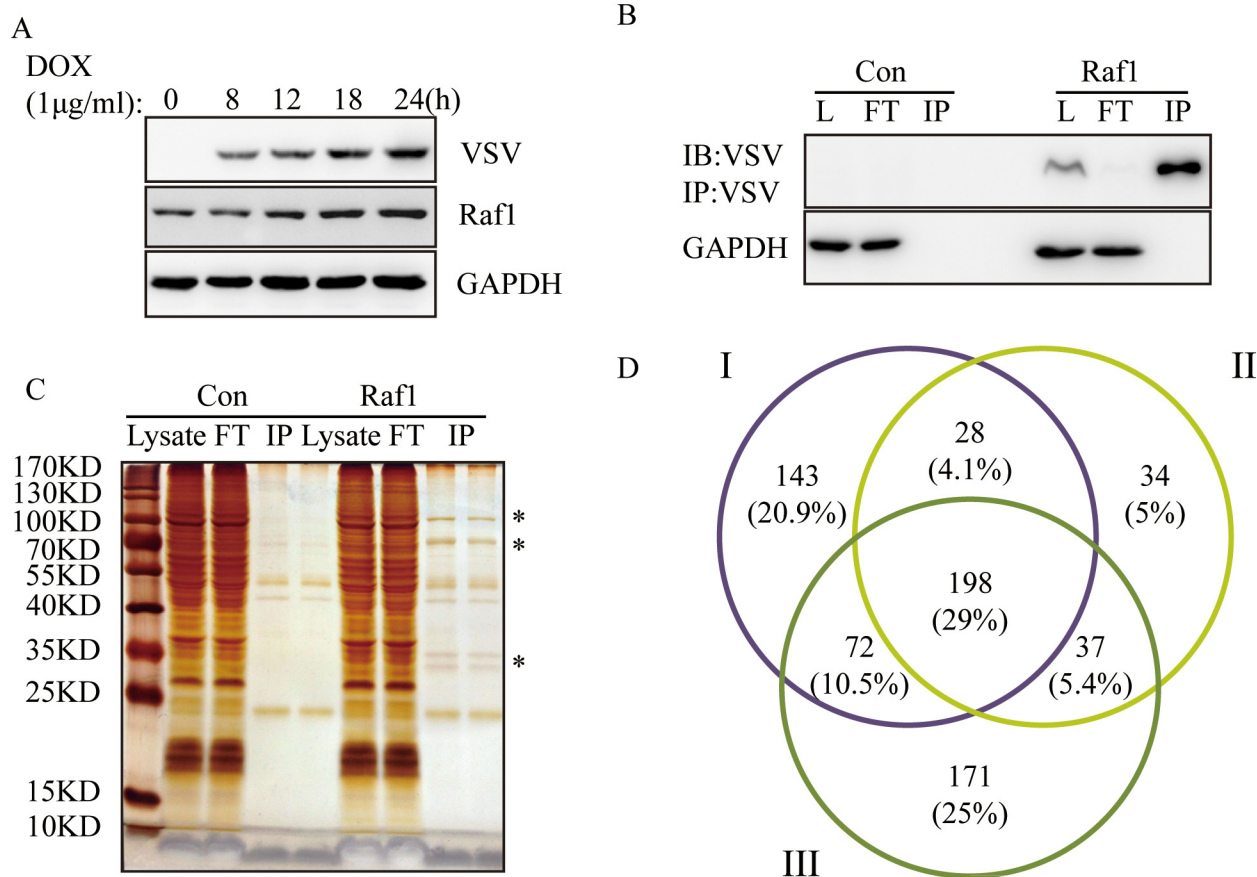 A
DOX
(1μg/ml):
0 8 12 18 24(h)
VSV
Raf1
GAPDH
B
Con Raf1
L FT IP L FT IP
IB:VSV
IP:VSV
GAPDH
C
Con Raf1
Lysate FT IP Lysate FT IP
170KD
130KD
100KD
70KD
55KD
40KD
35KD
25KD
15KD
10KD
*
*
*
D
I
II
28
(4.1%)
143
(20.9%)
34
(5%)
198
(29%)
72
(10.5%)
37
(5.4%)
171
(25%)
III